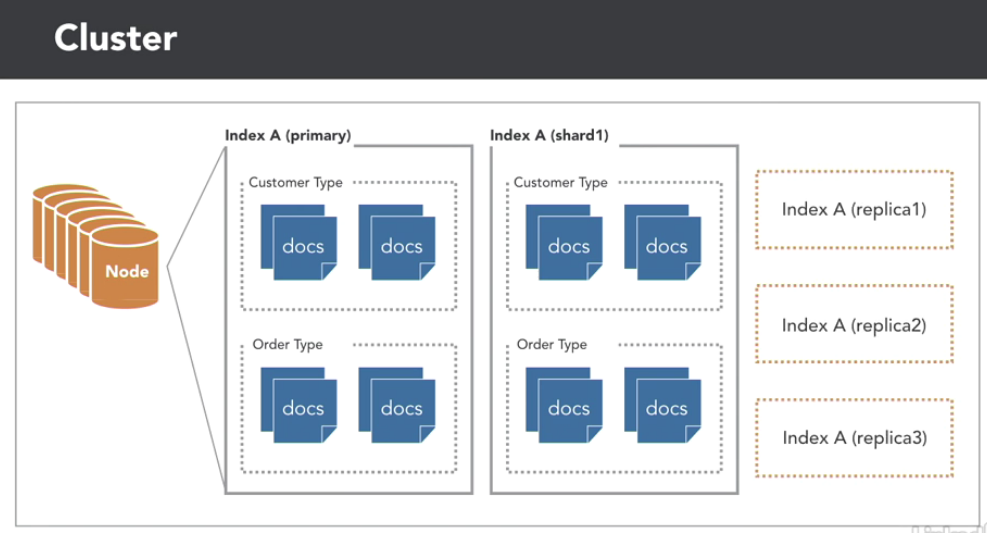 Cluster
Node
Index A (primary)
Customer Type
docs
docs
Order Type
docs
docs
Index A (shard1)
Customer Type
docs
docs
Order Type
docs
docs
Index A (replica1)
Index A (replica2)
Index A (replica3)